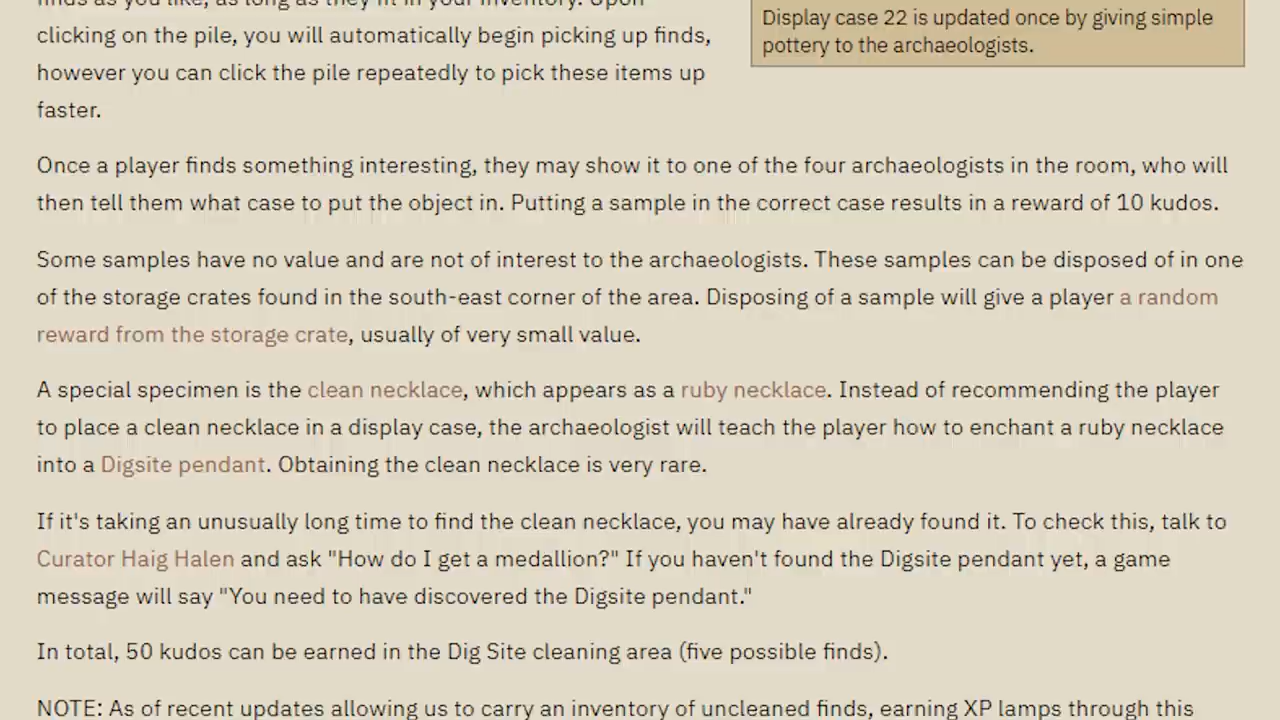 finds as you like, as long as they fit in your inventory. Upon
clicking on the pile, you will automatically begin picking up finds,
however you can click the pile repeatedly to pick these items up
faster.
Display case 22 is updated once by giving simple
pottery to the archaeologists.
Once a player finds something interesting, they may show it to one of the four archaeologists in the room, who will
then tell them what case to put the object in. Putting a sample in the correct case results in a reward of 10 kudos.
Some samples have no value and are not of interest to the archaeologists. These samples can be disposed of in one
of the storage crates found in the south-east corner of the area. Disposing of a sample will give a player a random
reward from the storage crate, usually of very small value.
A special specimen is the clean necklace, which appears as a ruby necklace. Instead of recommending the player
to place a clean necklace in a display case, the archaeologist will teach the player how to enchant a ruby necklace
into a Digsite pendant. Obtaining the clean necklace is very rare.
If it's taking an unusually long time to find the clean necklace, you may have already found it. To check this, talk to
Curator Haig Halen and ask "How do I get a medallion?" If you haven't found the Digsite pendant yet, a game
message will say "You need to have discovered the Digsite pendant."
In total, 50 kudos can be earned in the Dig Site cleaning area (five possible finds).
NOTE: As of recent updates allowing us to carry an inventory of uncleaned finds, earning XP lamps through this